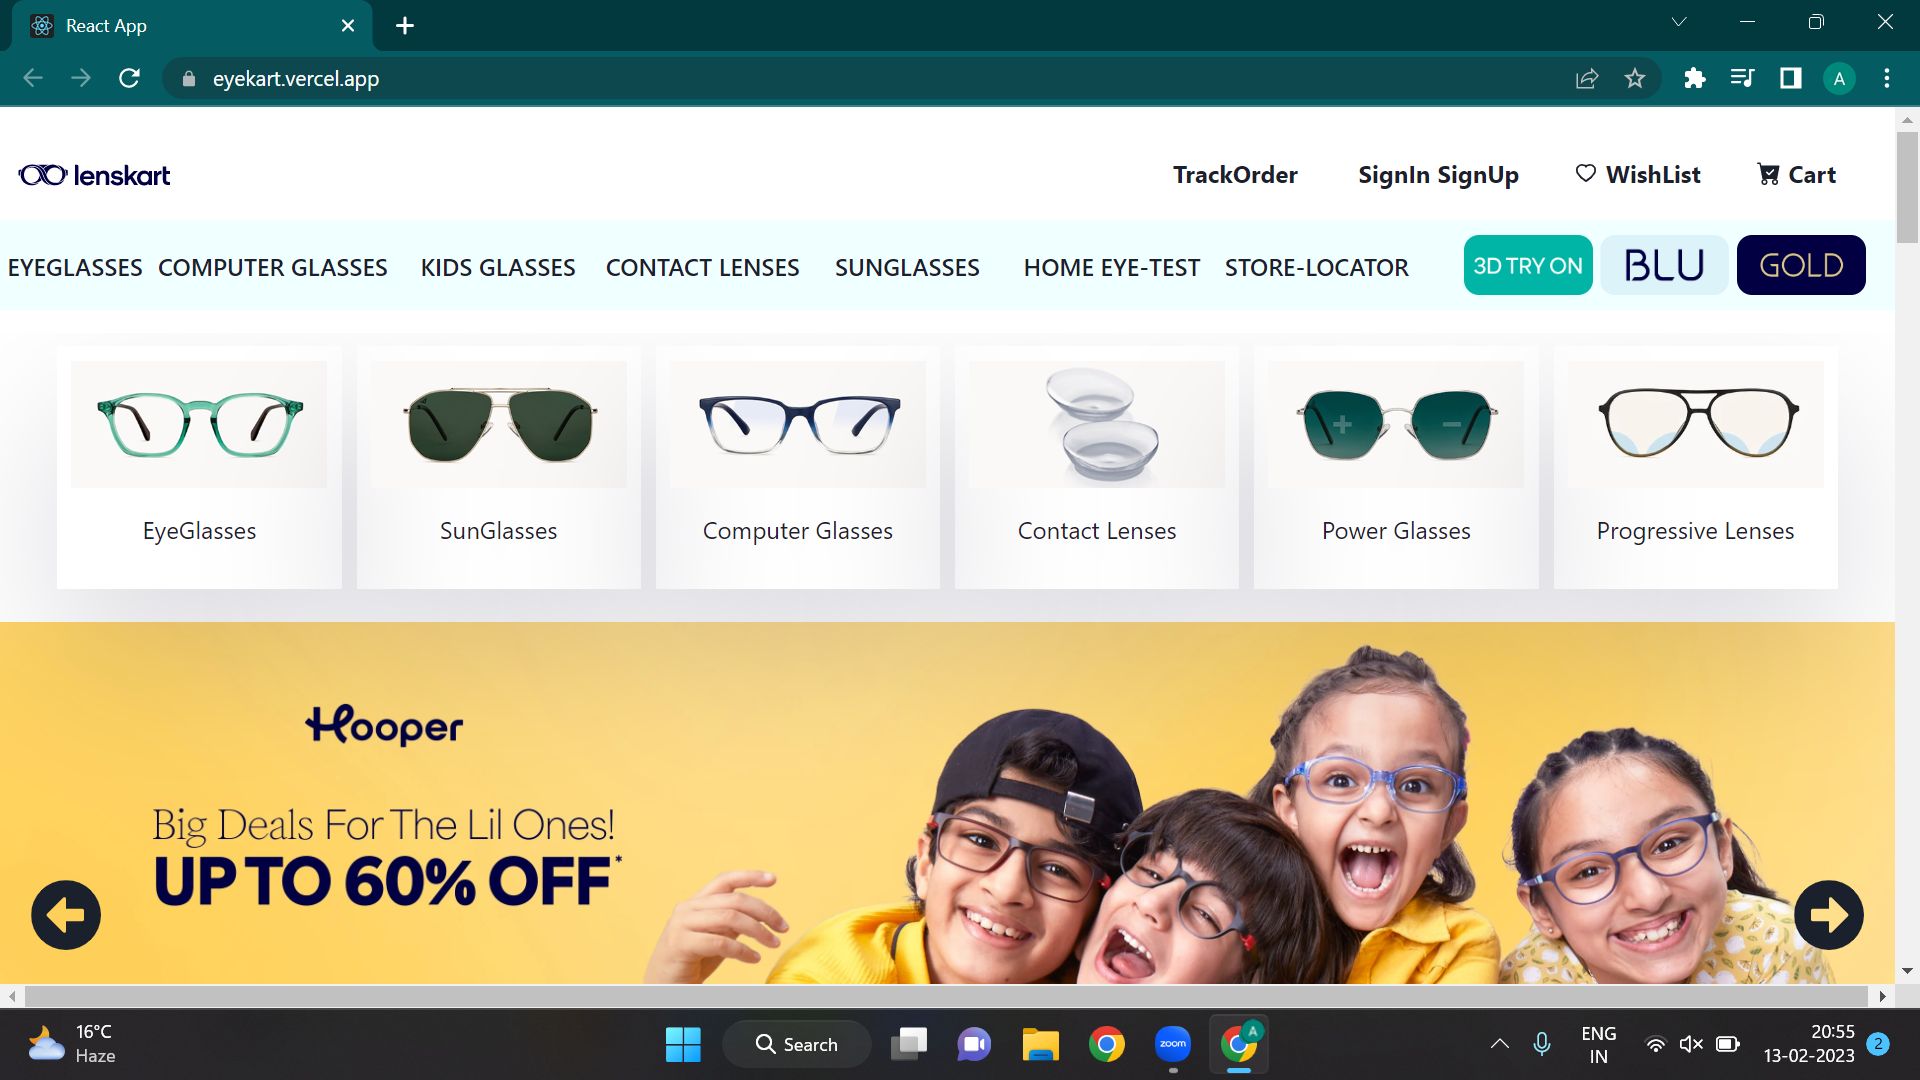 React App
eyekart.vercel.app
A
lenskart
TrackOrder SignIn SignUp WishList Cart
EYEGLASSES COMPUTER GLASSES KIDS GLASSES CONTACT LENSES SUNGLASSES HOME EYE-TEST STORE-LOCATOR 3D TRY ON BLU GOLD
EyeGlasses SunGlasses Computer Glasses Contact Lenses Power Glasses Progressive Lenses
Hooper
Big Deals For The Lil Ones!
UP TO 60% OFF*
16°C
Haze
Search
zoom
A
ENG
IN
20:55
13-02-2023
2